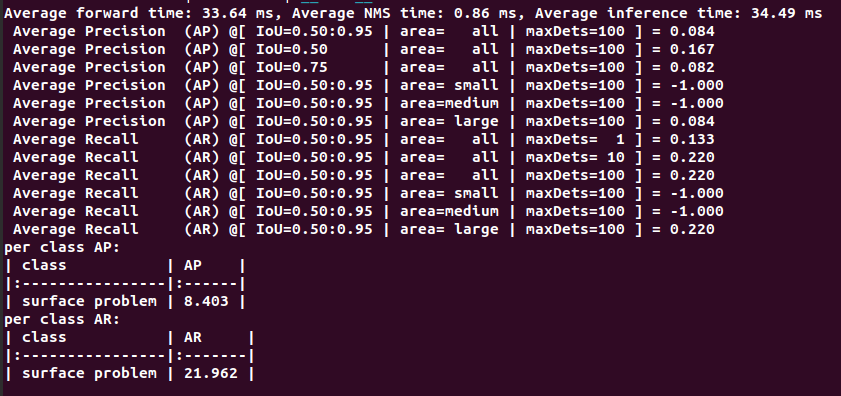 Average forward time: 33.64 ms, Average NMS time: 0.86 ms, Average inference time: 34.49 ms
 Average Precision  (AP) @[ IoU=0.50:0.95 | area=   all | maxDets=100 ] = 0.084
 Average Precision  (AP) @[ IoU=0.50      | area=   all | maxDets=100 ] = 0.167
 Average Precision  (AP) @[ IoU=0.75      | area=   all | maxDets=100 ] = 0.082
 Average Precision  (AP) @[ IoU=0.50:0.95 | area= small | maxDets=100 ] = -1.000
 Average Precision  (AP) @[ IoU=0.50:0.95 | area=medium | maxDets=100 ] = -1.000
 Average Precision  (AP) @[ IoU=0.50:0.95 | area= large | maxDets=100 ] = 0.084
 Average Recall     (AR) @[ IoU=0.50:0.95 | area=   all | maxDets=  1 ] = 0.133
 Average Recall     (AR) @[ IoU=0.50:0.95 | area=   all | maxDets= 10 ] = 0.220
 Average Recall     (AR) @[ IoU=0.50:0.95 | area=   all | maxDets=100 ] = 0.220
 Average Recall     (AR) @[ IoU=0.50:0.95 | area= small | maxDets=100 ] = -1.000
 Average Recall     (AR) @[ IoU=0.50:0.95 | area=medium | maxDets=100 ] = -1.000
 Average Recall     (AR) @[ IoU=0.50:0.95 | area= large | maxDets=100 ] = 0.220
per class AP:
| class           | AP    |
|:----------------|:------|
| surface problem | 8.403 |
per class AR:
| class           | AR     |
|:----------------|:-------|
| surface problem | 21.962 |